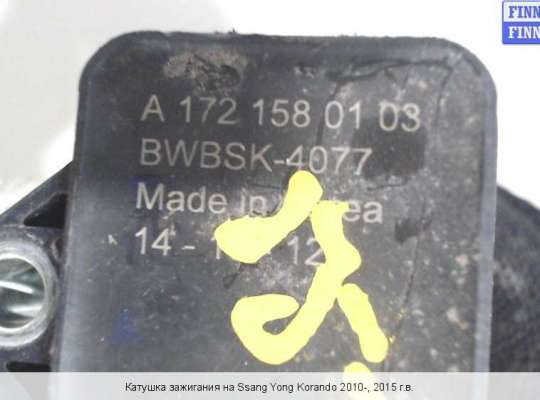 FINN
FINN
A 172 158 01 03
BWBSK-4077
Made in
14 - 12
Катушка зажигания на Ssang Yong Korando 2010-, 2015 г.в.